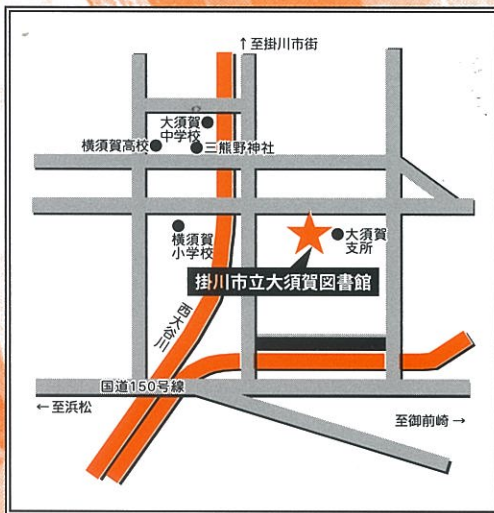 ↑至掛川市街
大須賀
中学校
横須賀高校
三熊野神社
横須賀
小学校
大須賀
支所
掛川市立大須賀図書館
西大谷川
国道150号線
←至浜松
至御前崎→